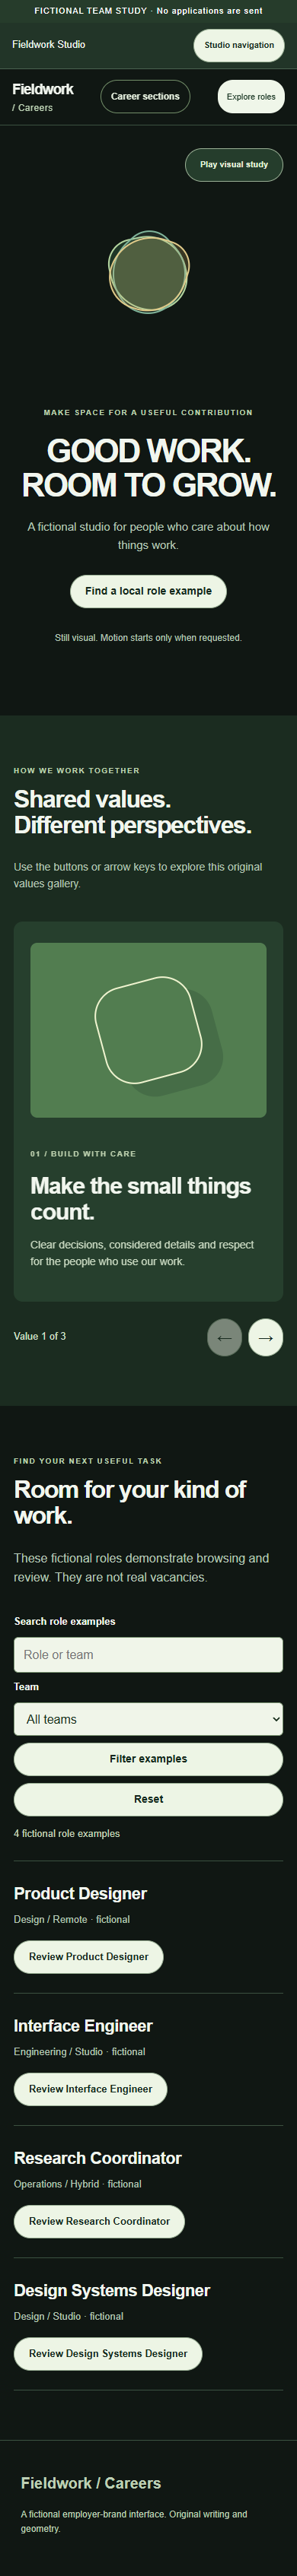 FICTIONAL TEAM STUDY · No applications are sent
Fieldwork Studio
Studio navigation
Fieldwork
/ Careers
Career sections
Explore roles
Play visual study
MAKE SPACE FOR A USEFUL CONTRIBUTION
GOOD WORK.
ROOM TO GROW.
A fictional studio for people who care about how
things work.
Find a local role example
Still visual. Motion starts only when requested.
HOW WE WORK TOGETHER
Shared values.
Different perspectives.
Use the buttons or arrow keys to explore this original
values gallery.
01 / BUILD WITH CARE
Make the small things
count.
Clear decisions, considered details and respect
for the people who use our work.
Value 1 of 3
← →
FIND YOUR NEXT USEFUL TASK
Room for your kind of
work.
These fictional roles demonstrate browsing and
review. They are not real vacancies.
Search role examples
Role or team
Team
All teams
Filter examples
Reset
4 fictional role examples
Product Designer
Design / Remote · fictional
Review Product Designer
Interface Engineer
Engineering / Studio · fictional
Review Interface Engineer
Research Coordinator
Operations / Hybrid · fictional
Review Research Coordinator
Design Systems Designer
Design / Studio · fictional
Review Design Systems Designer
Fieldwork / Careers
A fictional employer-brand interface. Original writing and
geometry.